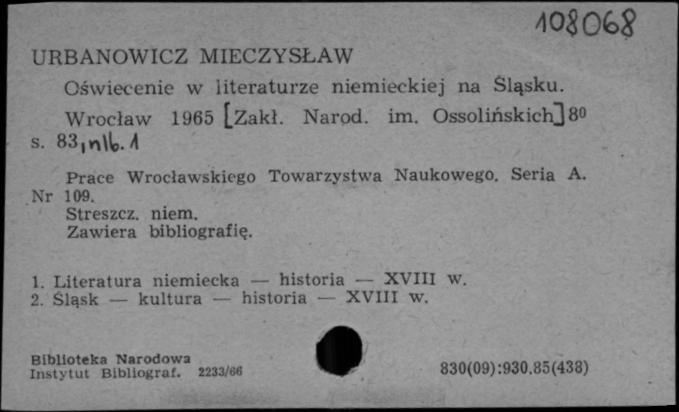 108068
URBANOWICZ MIECZYSŁAW
Oświecenie w literaturze niemieckiej na Śląsku.
Wrocław 1965 [Zakł. Narod. im. Ossolińskich] 8⁰
s. 83, nlb. 1
Prace Wrocławskiego Towarzystwa Naukowego. Seria A.
Nr 109.
Streszcz. niem.
Zawiera bibliografię.
1. Literatura niemiecka — historia — XVIII w.
2. Śląsk — kultura — historia — XVIII w.
Biblioteka Narodowa
Instytut Bibliograf. 2233/66
830(09):930.85(438)